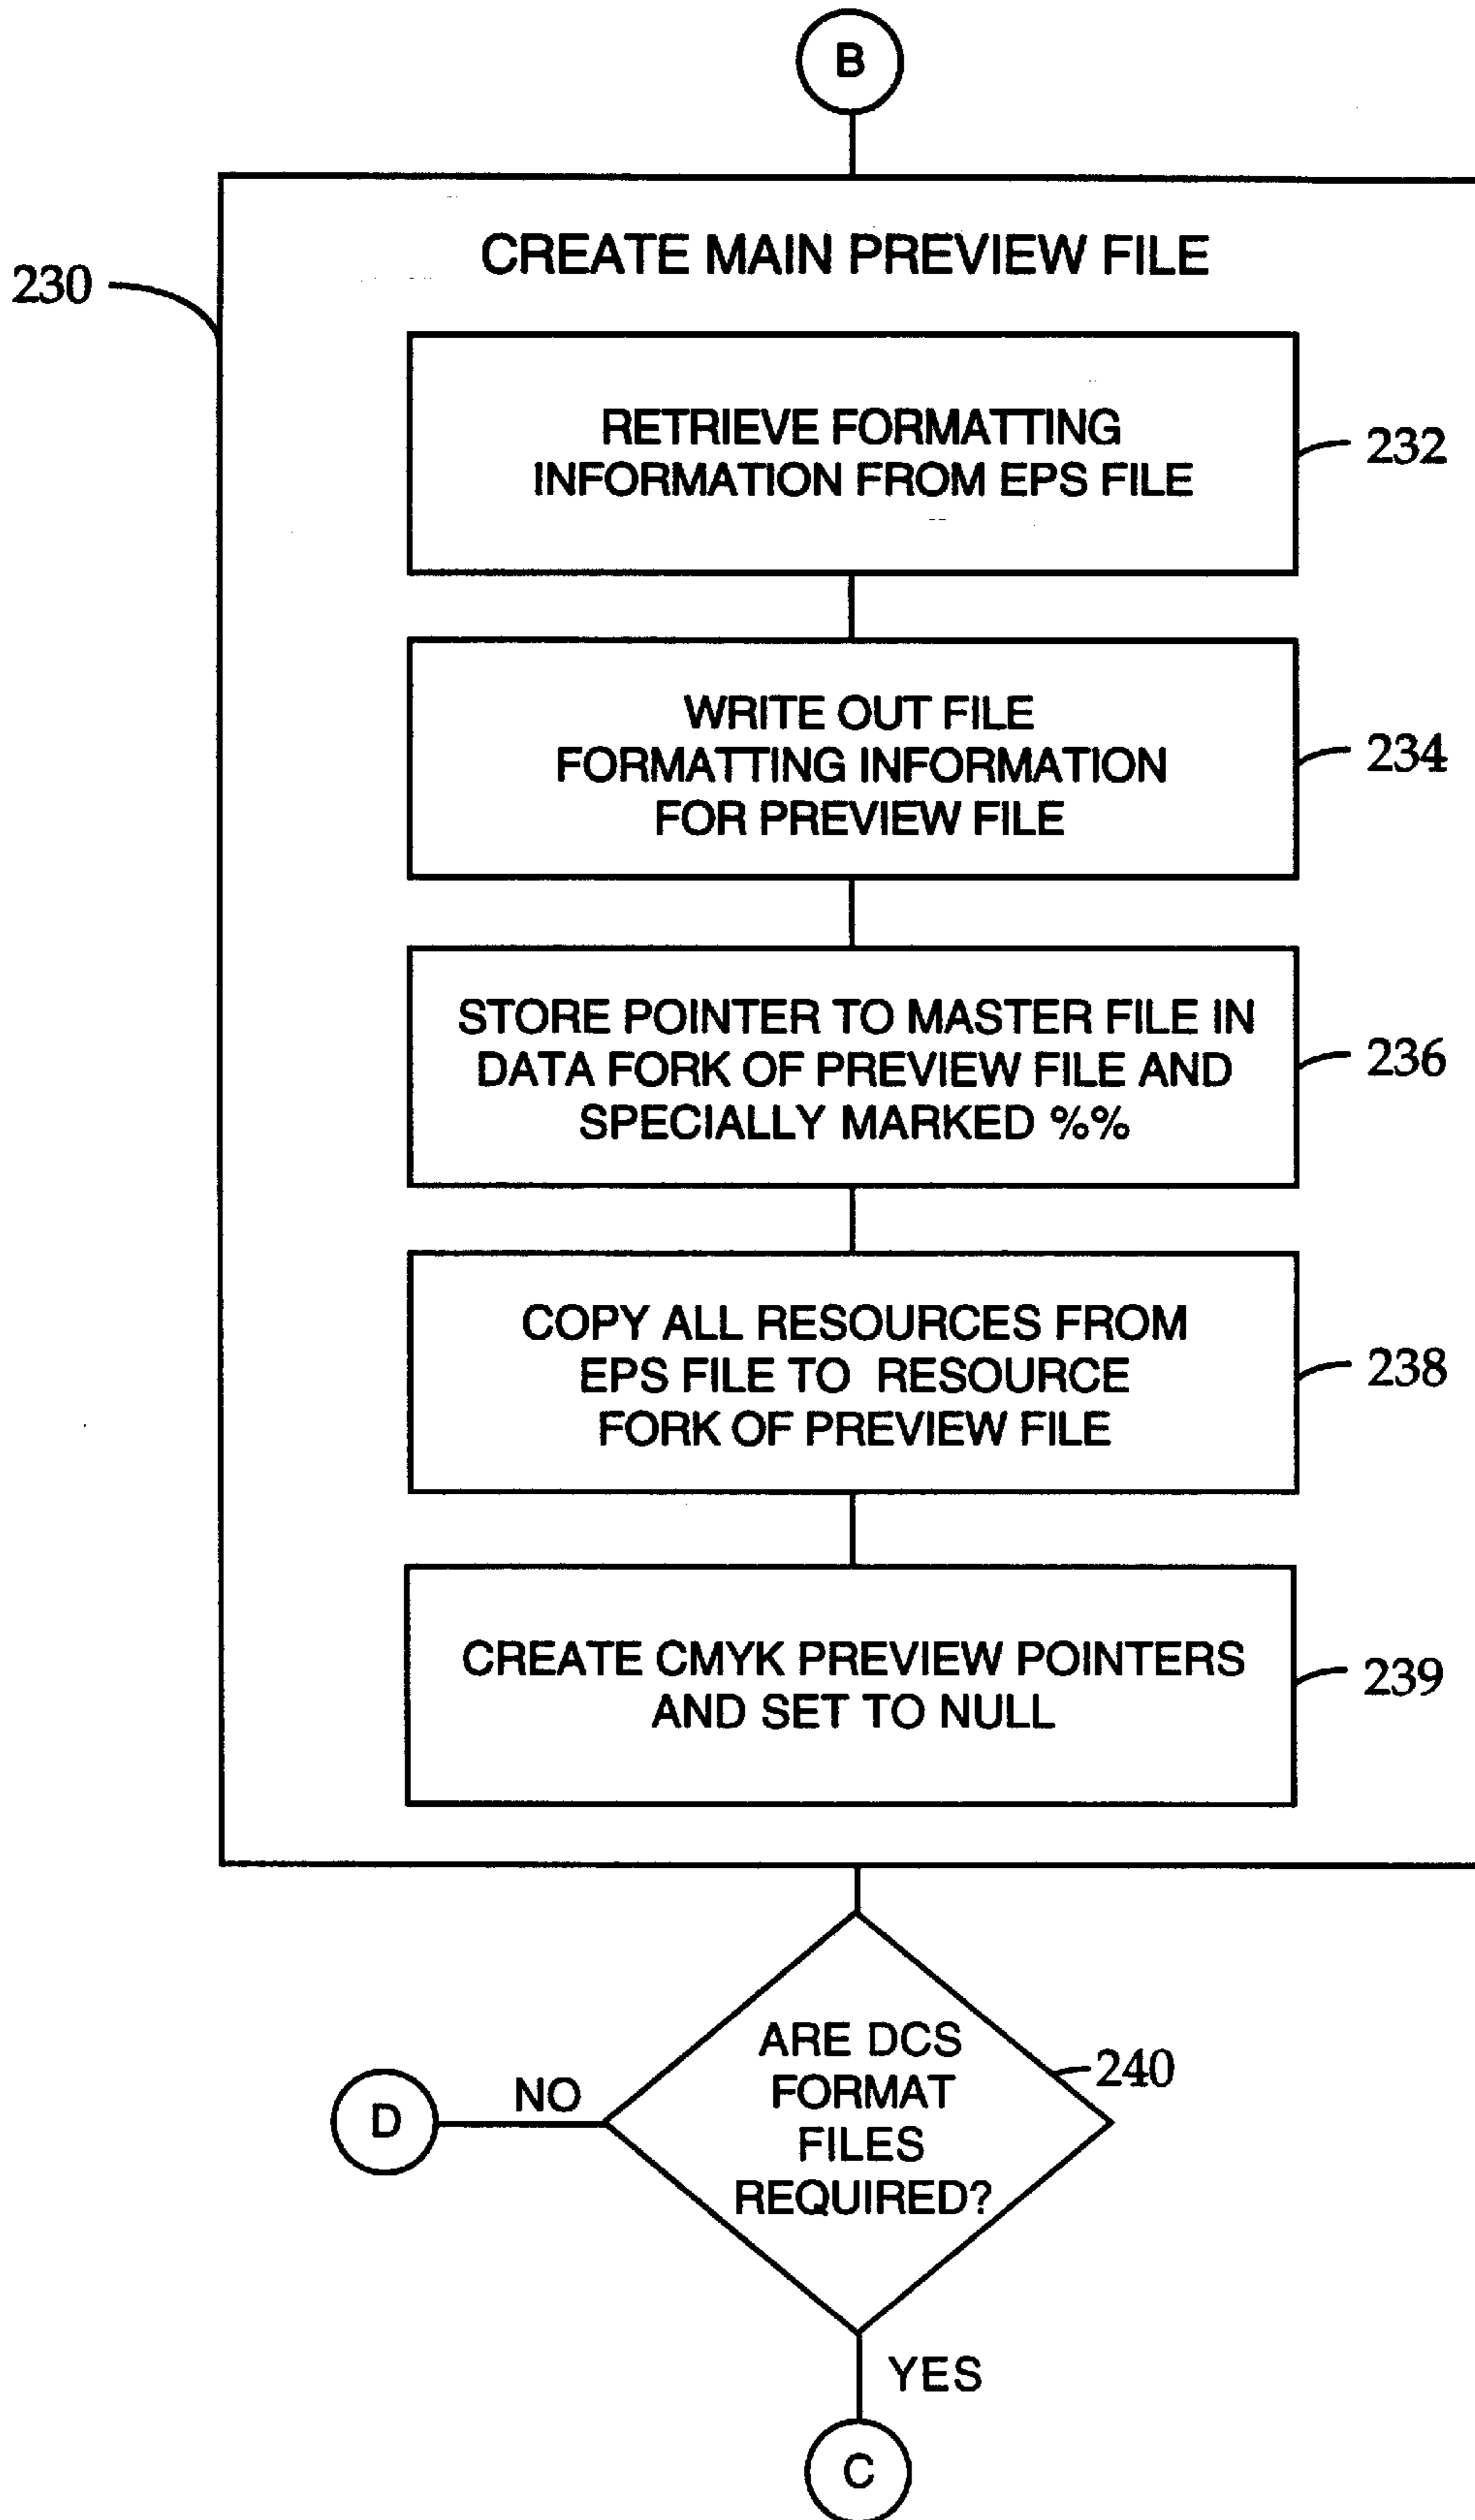 B
CREATE MAIN PREVIEW FILE
230
RETRIEVE FORMATTING
INFORMATION FROM EPS FILE
232
WRITE OUT FILE
FORMATTING INFORMATION
FOR PREVIEW FILE
234
STORE POINTER TO MASTER FILE IN
DATA FORK OF PREVIEW FILE AND
SPECIALLY MARKED %%
236
COPY ALL RESOURCES FROM
EPS FILE TO RESOURCE
FORK OF PREVIEW FILE
238
CREATE CMYK PREVIEW POINTERS
AND SET TO NULL
239
ARE DCS
FORMAT
FILES
REQUIRED?
240
NO
D
YES
C